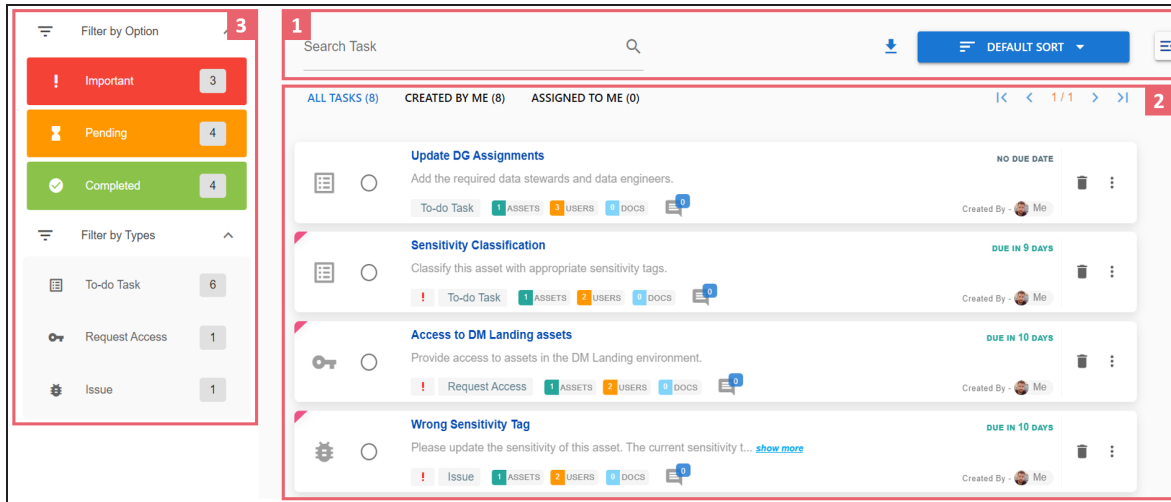 Filter by Option
3
Important
3
Pending
4
Completed
4
Filter by Types
To-do Task
6
Request Access
1
Issue
1
1
Search Task
DEFAULT SORT
ALL TASKS (8) CREATED BY ME (8) ASSIGNED TO ME (0)
1 / 1
2
Update DG Assignments
NO DUE DATE
Add the required data stewards and data engineers.
To-do Task 1 ASSETS 3 USERS 0 DOCS 0
Created By - Me
Sensitivity Classification
DUE IN 9 DAYS
Classify this asset with appropriate sensitivity tags.
! To-do Task 1 ASSETS 2 USERS 0 DOCS 0
Created By - Me
Access to DM Landing assets
DUE IN 10 DAYS
Provide access to assets in the DM Landing environment.
! Request Access 1 ASSETS 2 USERS 0 DOCS 0
Created By - Me
Wrong Sensitivity Tag
DUE IN 10 DAYS
Please update the sensitivity of this asset. The current sensitivity t... show more
! Issue 1 ASSETS 2 USERS 0 DOCS 0
Created By - Me